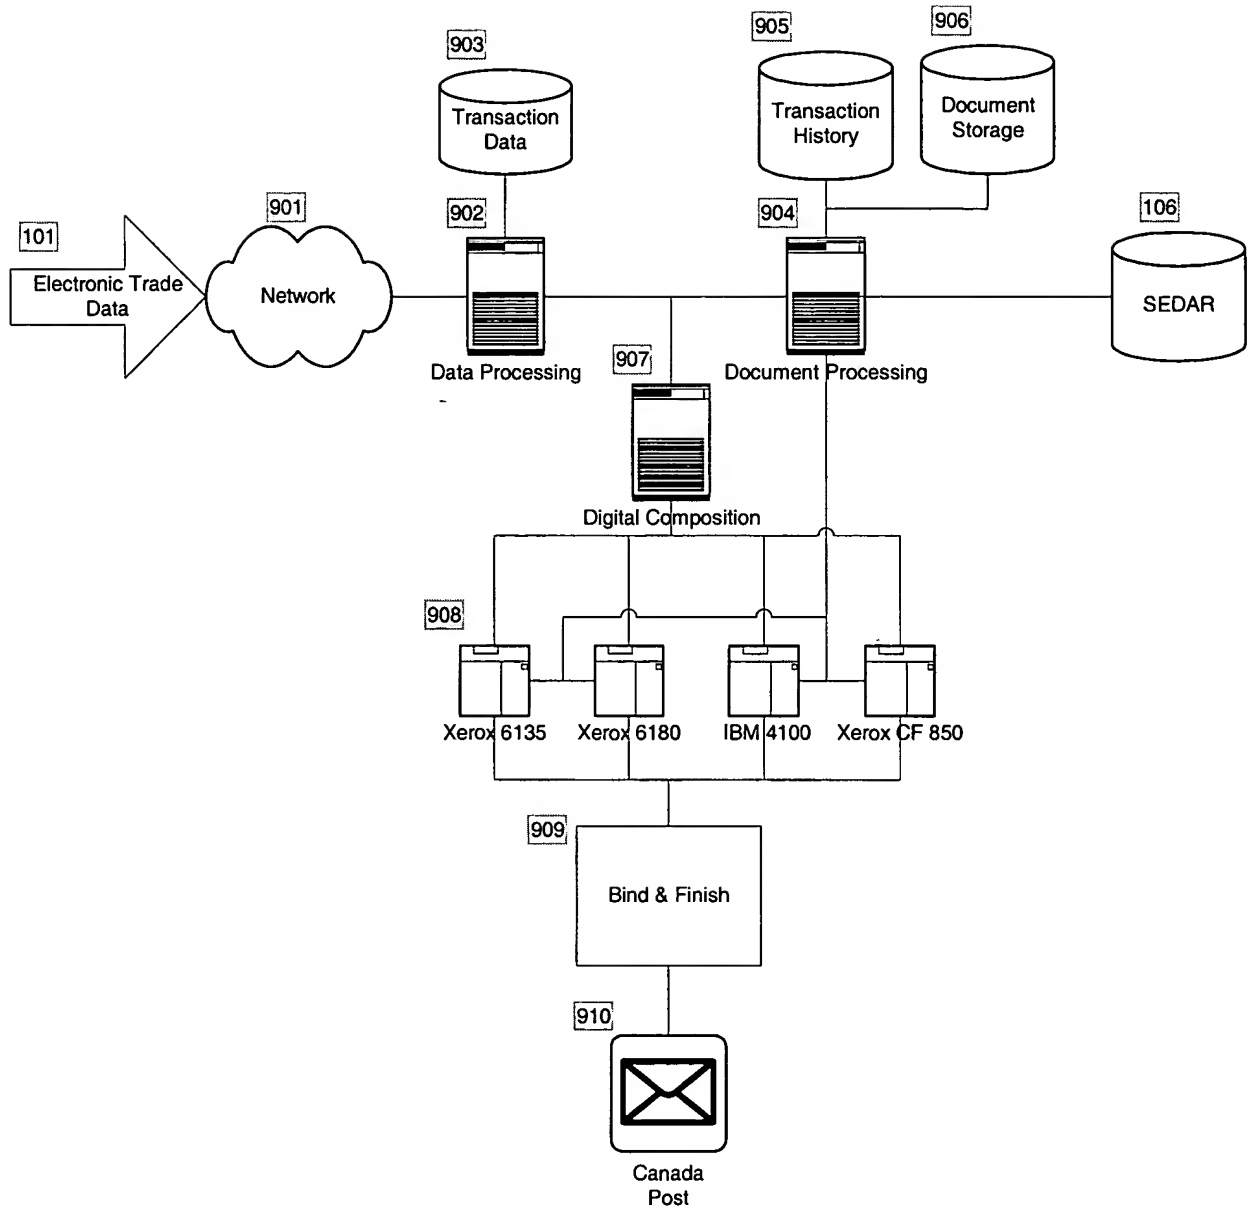 905
906
903
Transaction
Data
Transaction
History
Document
Storage
901
902
904
106
101
Electronic Trade
Data
Network
SEDAR
907
Data Processing
Document Processing
Digital Composition
908
Xerox 6135
Xerox 6180
IBM 4100
Xerox CF 850
909
Bind & Finish
910
Canada
Post